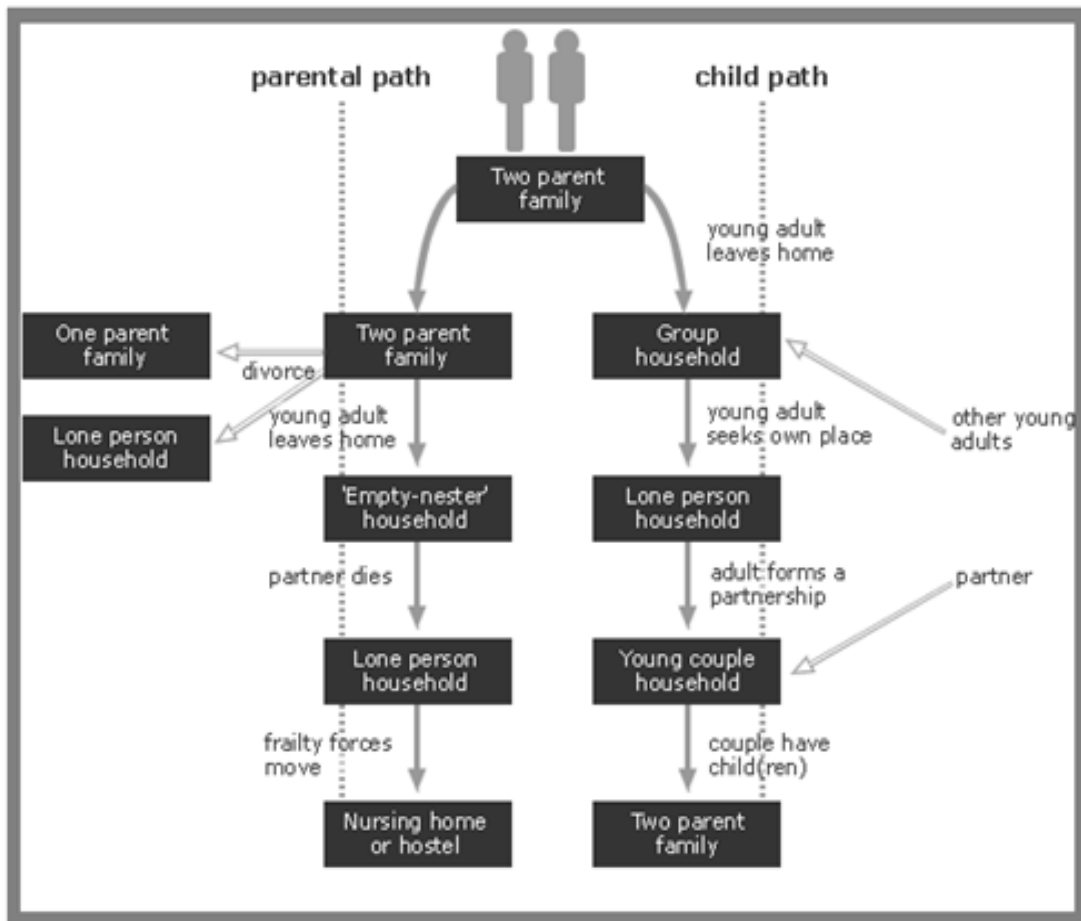 parental path
child path
Two parent
family
young adult
leaves home
One parent
family
divorce
Two parent
family
Group
household
Lone person
household
young adult
leaves home
young adult
seeks own place
other young
adults
'Empty-nester'
household
Lone person
household
partner dies
adult forms a
partnership
partner
Lone person
household
Young couple
household
frailty forces
move
couple have
child(ren)
Nursing home
or hostel
Two parent
family